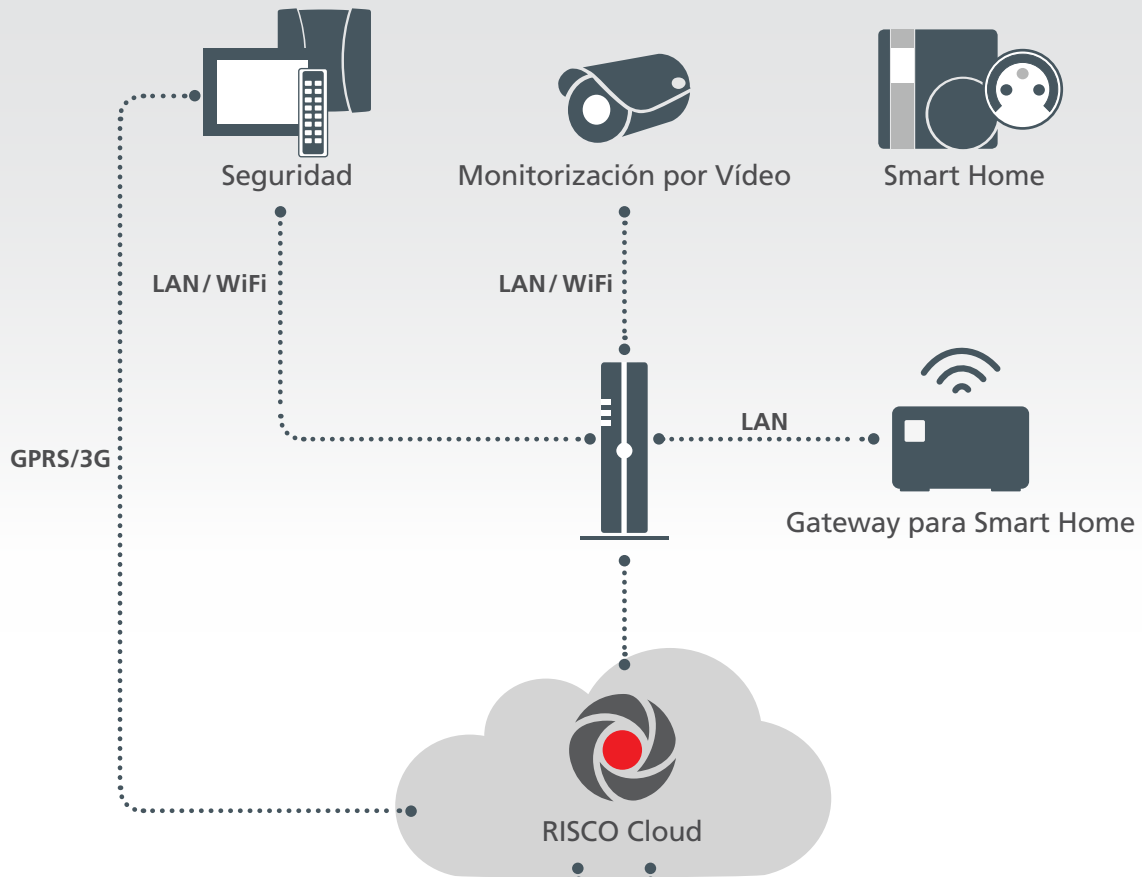 Seguridad
Monitorización por Vídeo
Smart Home
LAN/ WiFi
LAN/ WiFi
LAN
GPRS/3G
Gateway para Smart Home
RISCO Cloud